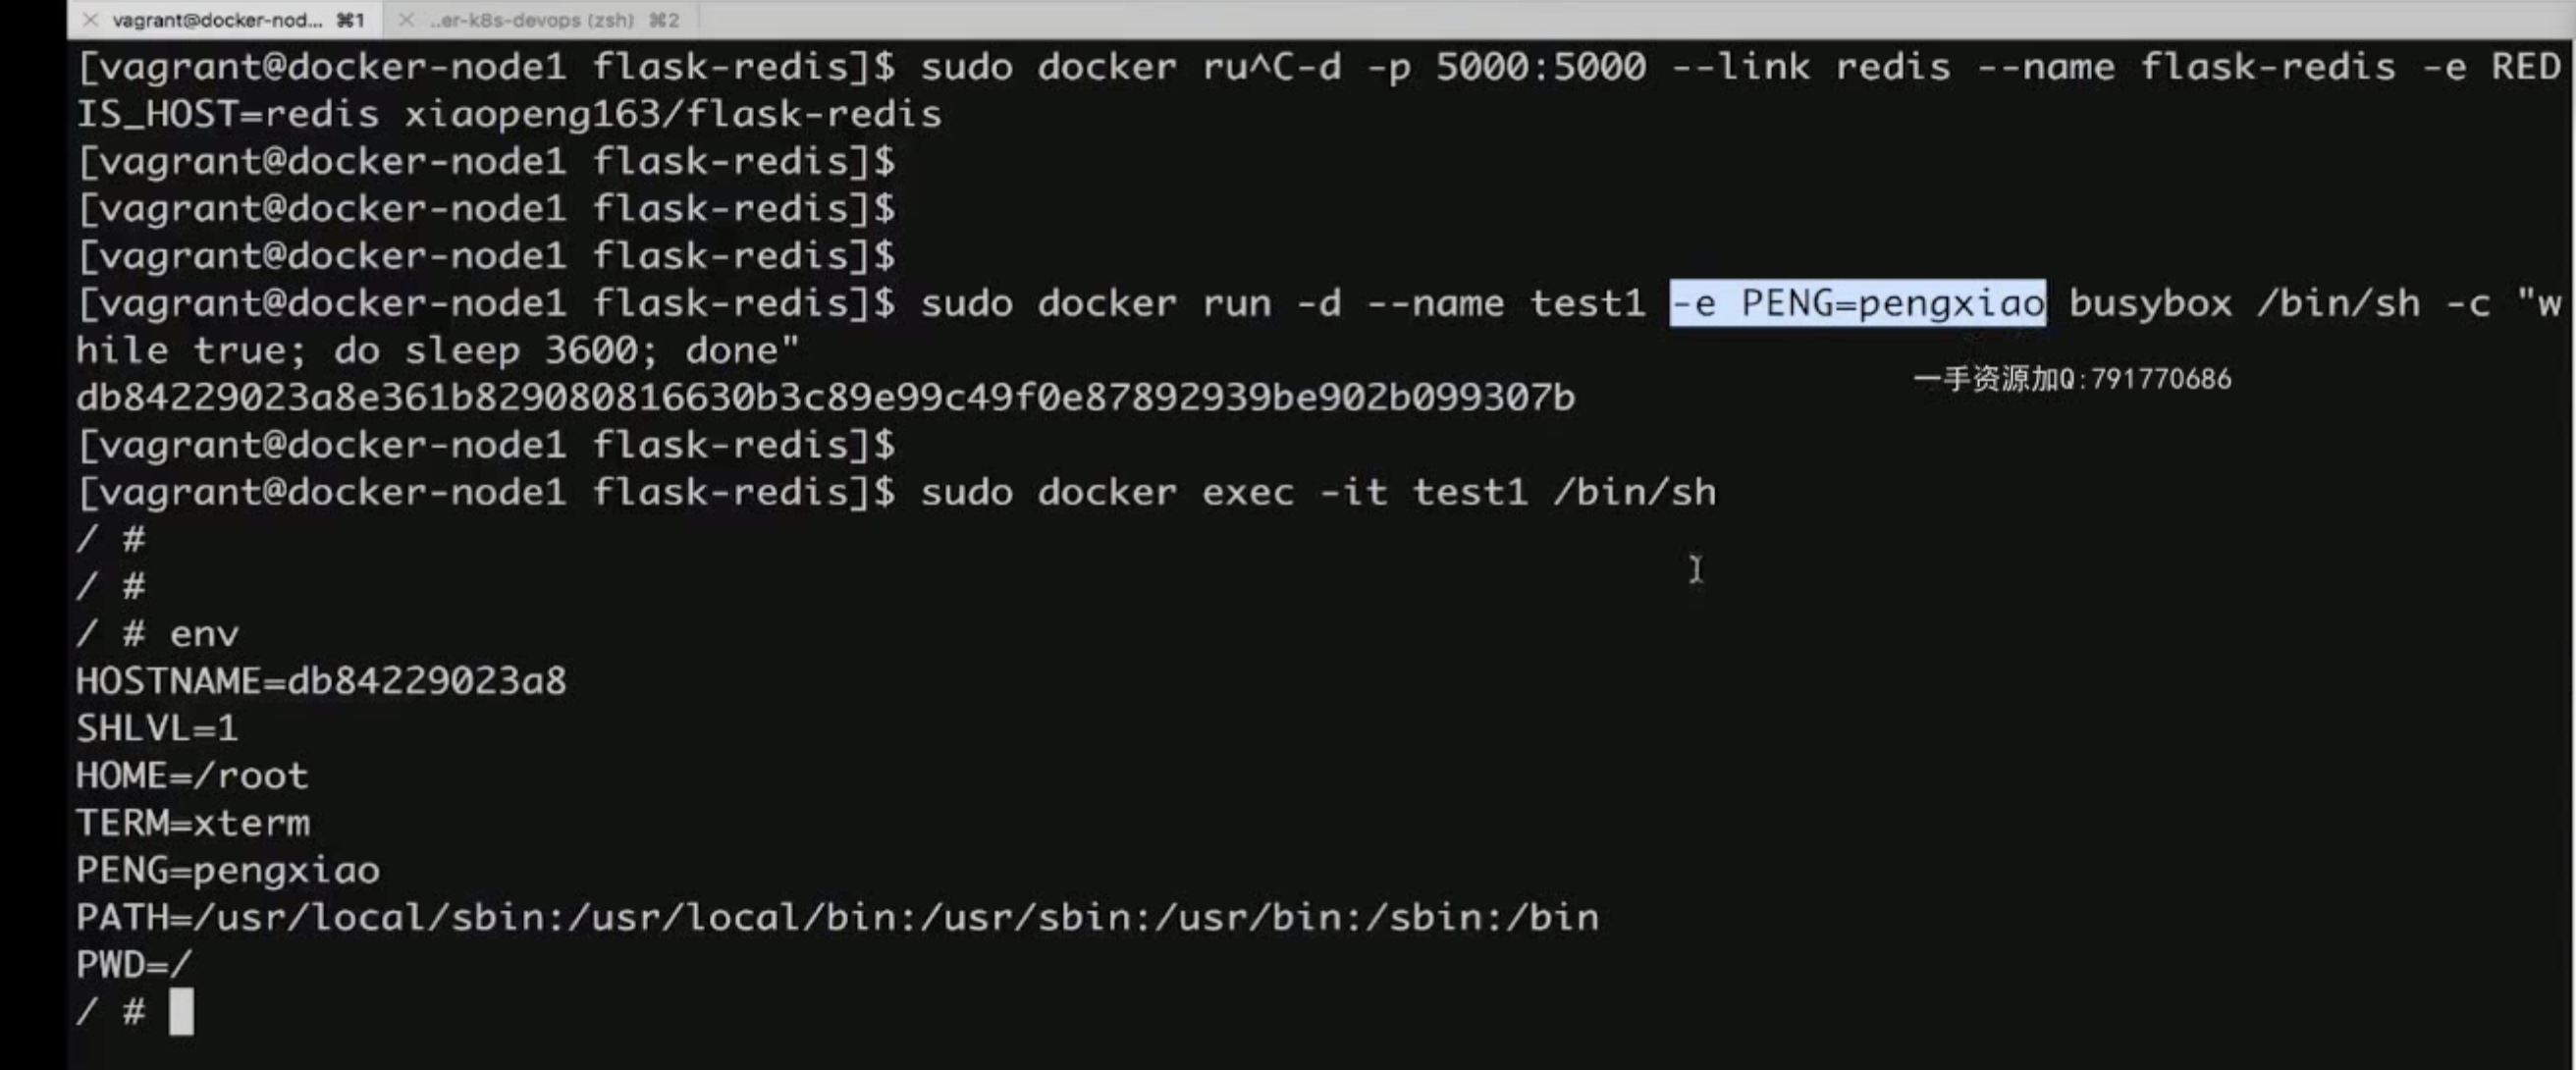 vagrant@docker-nod... ⌘1
..er-k8s-devops (zsh) ⌘2
[vagrant@docker-node1 flask-redis]$ sudo docker ru^C-d -p 5000:5000 --link redis --name flask-redis -e RED
IS_HOST=redis xiaopeng163/flask-redis
[vagrant@docker-node1 flask-redis]$
[vagrant@docker-node1 flask-redis]$
[vagrant@docker-node1 flask-redis]$
[vagrant@docker-node1 flask-redis]$ sudo docker run -d --name test1 -e PENG=pengxiao busybox /bin/sh -c "w
hile true; do sleep 3600; done"
一手资源加Q:791770686
db84229023a8e361b829080816630b3c89e99c49f0e87892939be902b099307b
[vagrant@docker-node1 flask-redis]$
[vagrant@docker-node1 flask-redis]$ sudo docker exec -it test1 /bin/sh
/ #
/ #
/ # env
HOSTNAME=db84229023a8
SHLVL=1
HOME=/root
TERM=xterm
PENG=pengxiao
PATH=/usr/local/sbin:/usr/local/bin:/usr/sbin:/usr/bin:/sbin:/bin
PWD=/
/ #